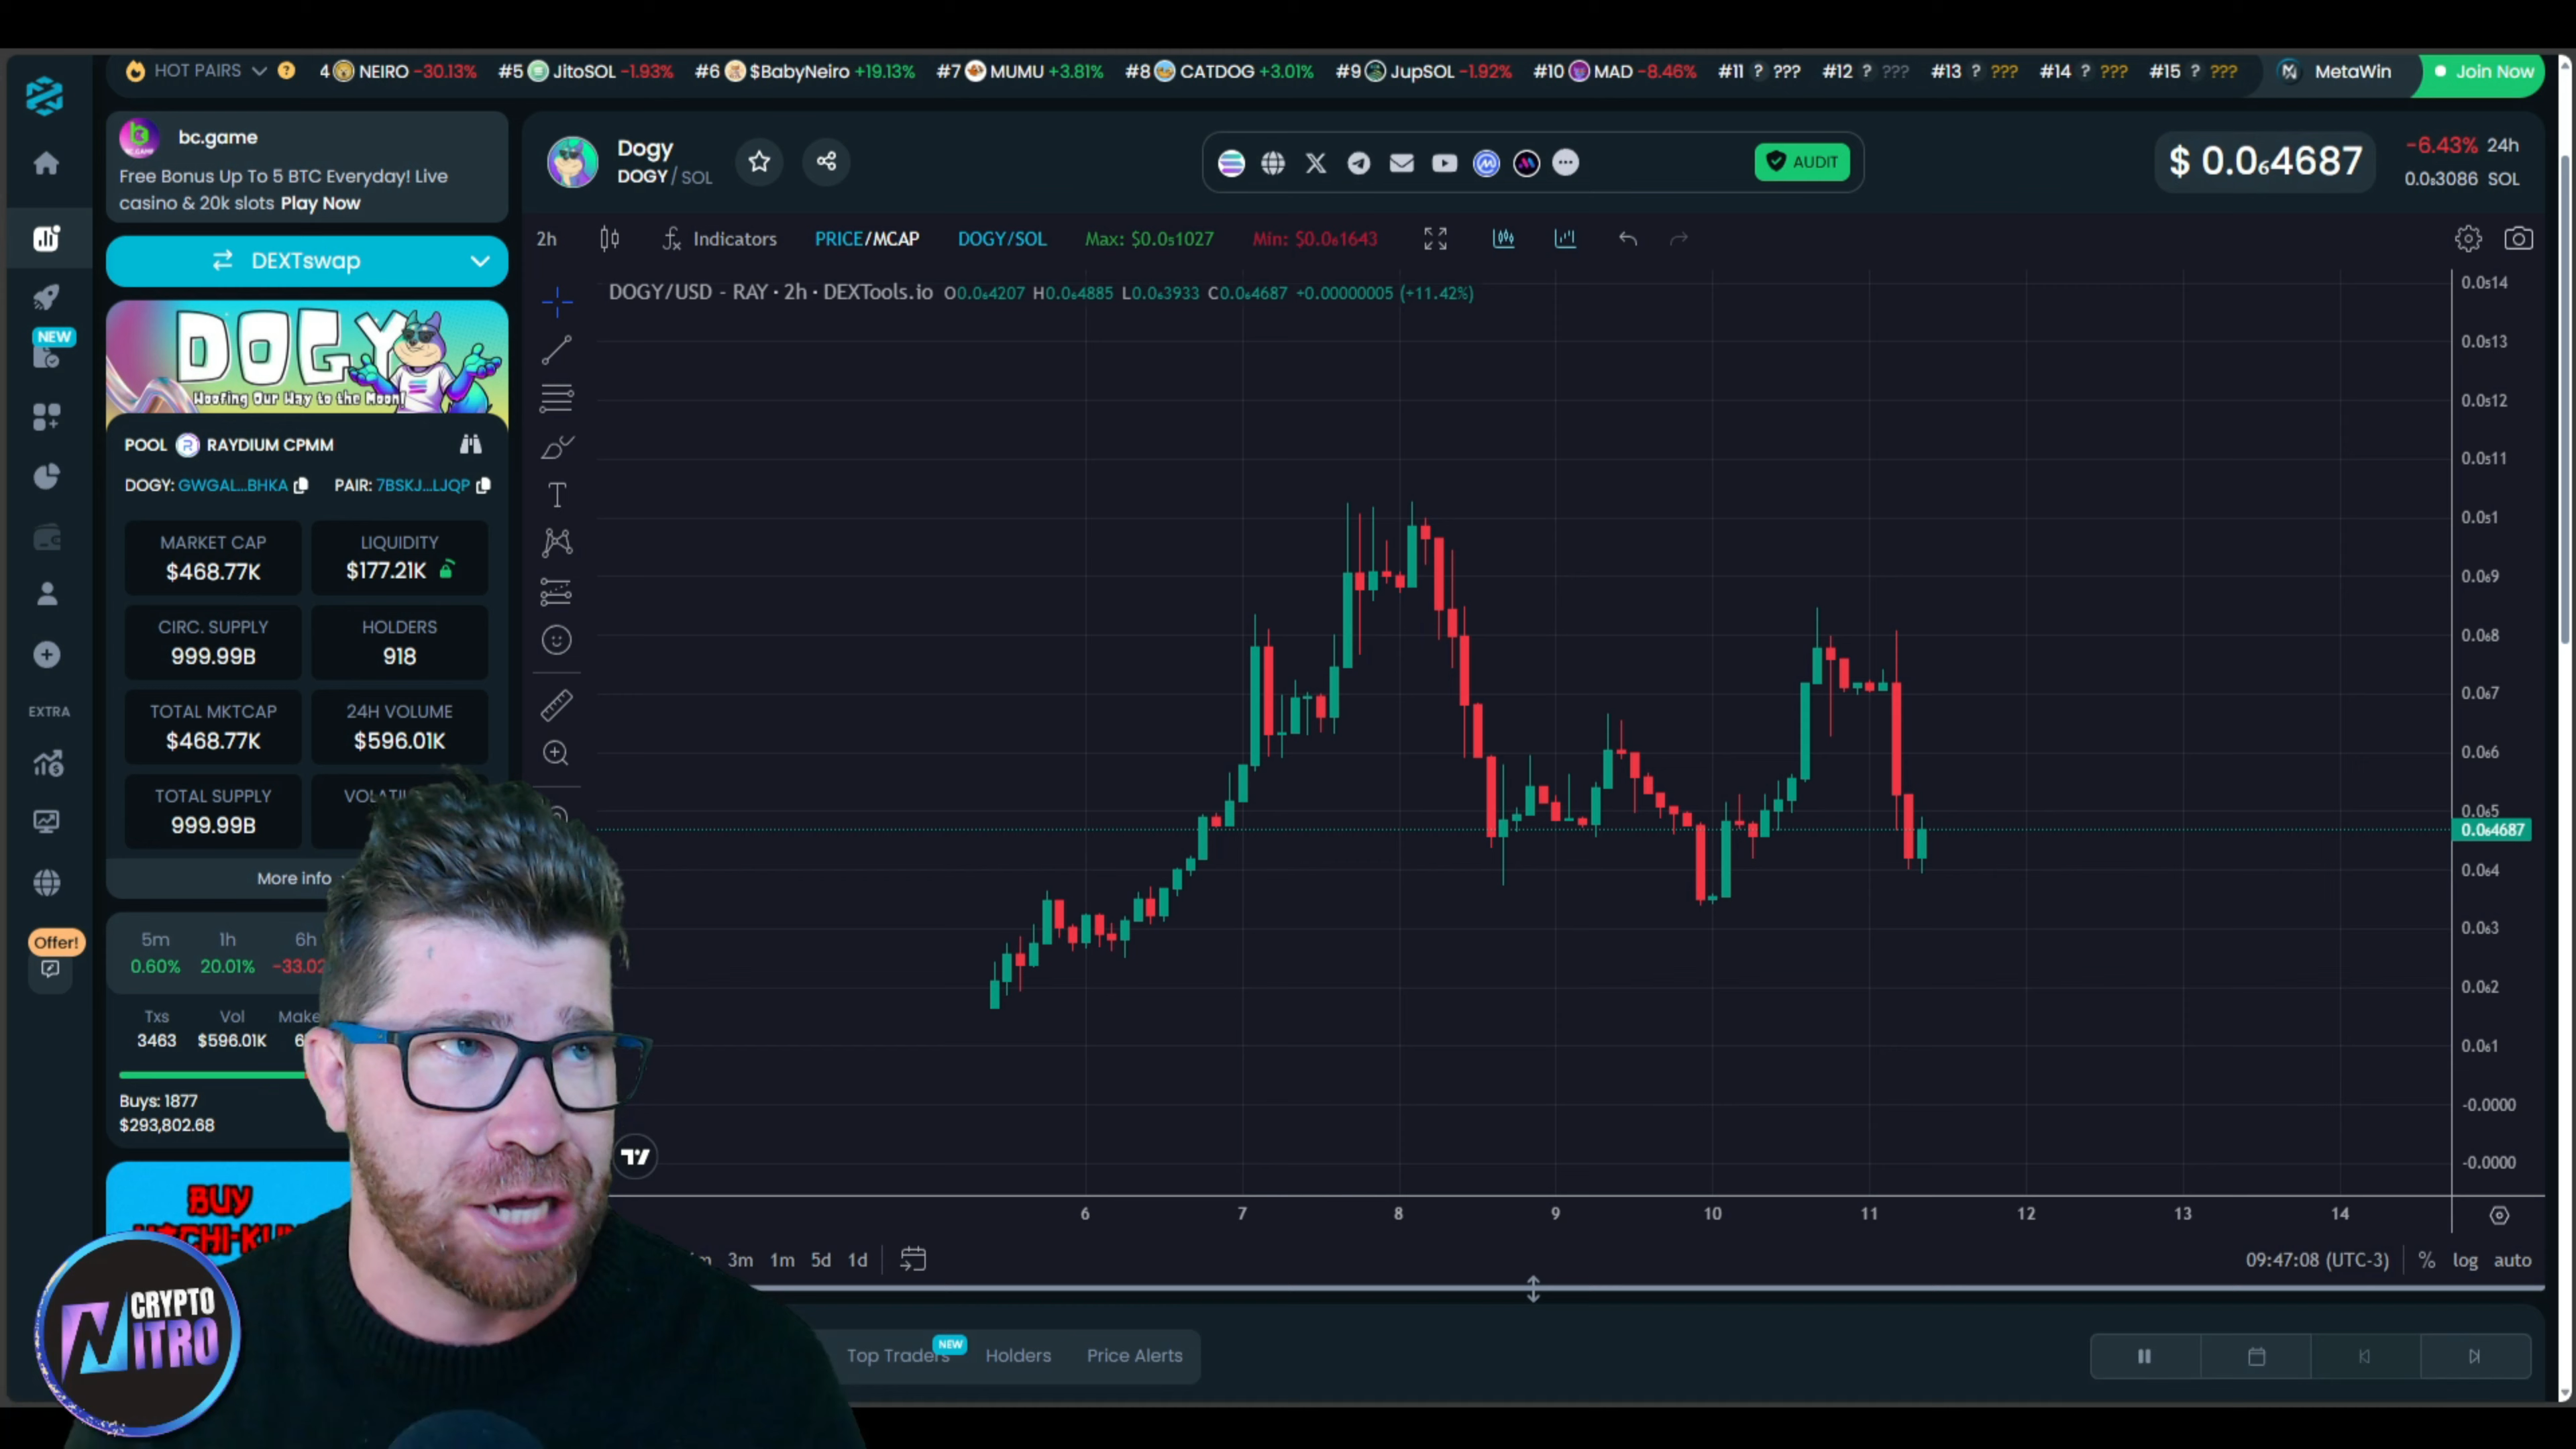 HOT PAIRS ? 4 NEIRO -30.13% #5 JitoSOL -1.93% #6 $BabyNeiro +19.13% #7 MUMU +3.81% #8 CATDOG +3.01% #9 JupSOL -1.92% #10 MAD -8.46% #11 ? ??? #12 ? ??? #13 ? ??? #14 ? ??? #15 ? ??? MetaWin Join Now
bc.game
Free Bonus Up To 5 BTC Everyday! Live
casino & 20k slots Play Now
Dogy
DOGY / SOL
AUDIT
$ 0.0₆4687
-6.43% 24h
0.0₈3086 SOL
DEXTswap
2h Indicators PRICE/MCAP DOGY/SOL Max: $0.0₅1027 Min: $0.0₆1643
DOGY/USD - RAY · 2h · DEXTools.io O0.0₆4207 H0.0₆4885 L0.0₆3933 C0.0₆4687 +0.00000005 (+11.42%)
NEW
DOGY
Woofing Our Way to the Moon!
POOL RAYDIUM CPMM
DOGY: GWGAL...BHKA PAIR: 7BSKJ...LJQP
MARKET CAP
$468.77K
LIQUIDITY
$177.21K
CIRC. SUPPLY
999.99B
HOLDERS
918
TOTAL MKTCAP
$468.77K
24H VOLUME
$596.01K
TOTAL SUPPLY
999.99B
More info
EXTRA
Offer!
5m 1h 6h
0.60% 20.01% -33.02
Txs Vol
3463 $596.01K
Buys: 1877
$293,802.68
BUY
CRYPTO
NITRO
0.0₅14
0.0₅13
0.0₅12
0.0₅11
0.0₅1
0.0₆9
0.0₆8
0.0₆7
0.0₆6
0.0₆5
0.0₆4687
0.0₆4
0.0₆3
0.0₆2
0.0₆1
-0.0000
-0.0000
6 7 8 9 10 11 12 13 14
3m 1m 5d 1d
09:47:08 (UTC-3) % log auto
Top Traders NEW Holders Price Alerts